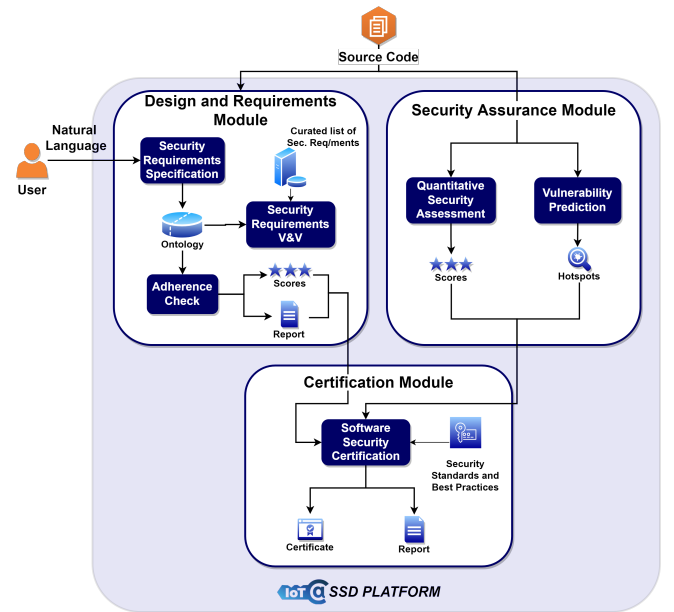 Source Code
Design and Requirements
Module
Security Assurance Module
Natural
Language
User
Security
Requirements
Specification
Curated list of
Sec. Req/ments
Ontology
Security
Requirements
V&V
Adherence
Check
Scores
Report
Quantitative
Security
Assessment
Vulnerability
Prediction
Scores
Hotspots
Certification Module
Software
Security
Certification
Security
Standards and
Best Practices
Certificate
Report
IoT@ SSD PLATFORM